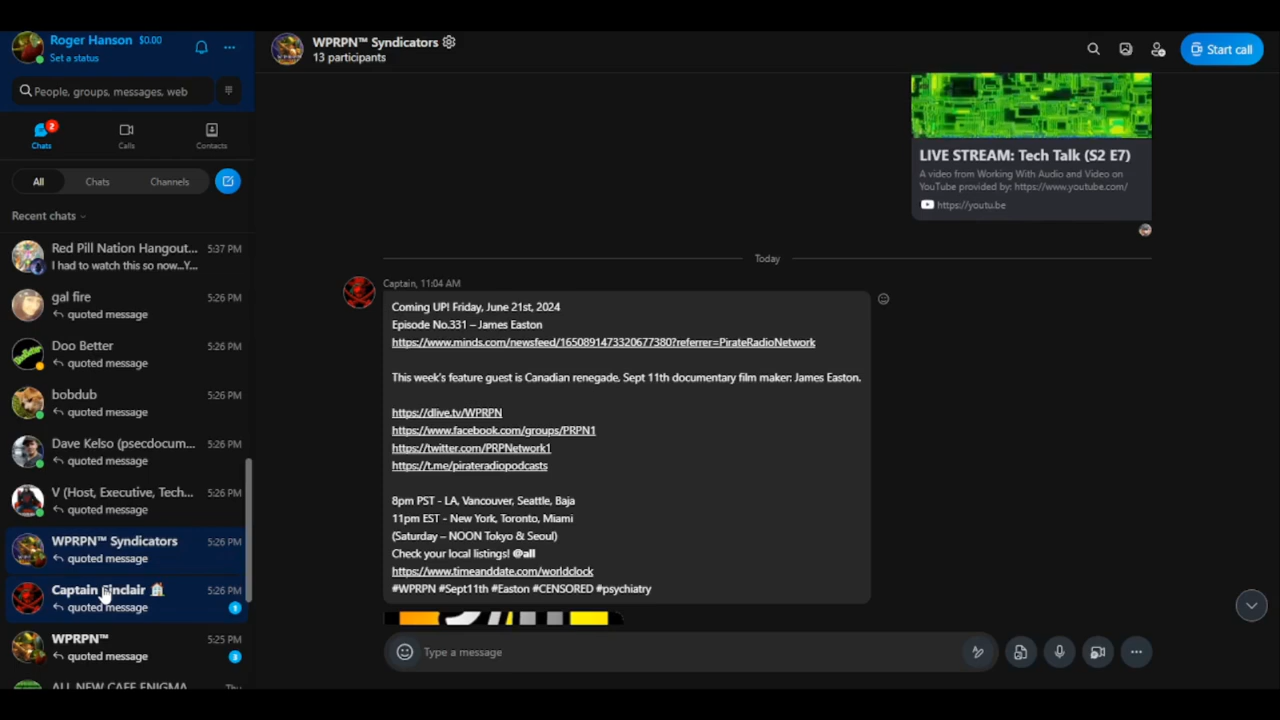 Roger Hanson $0.00
Set a status
People, groups, messages, web
2
Chats
Calls
Contacts
All
Chats
Channels
Recent chats
Red Pill Nation Hangout...
5:37 PM
I had to watch this so now...Y...
gal fire
5:26 PM
quoted message
Doo Better
5:26 PM
quoted message
bobdub
5:26 PM
quoted message
Dave Kelso (psecdocum...
5:26 PM
quoted message
V (Host, Executive, Tech...
5:26 PM
quoted message
WPRPN™ Syndicators
5:26 PM
quoted message
Captain Sinclair
5:26 PM
quoted message
1
WPRPN™
5:25 PM
quoted message
3
ALL NEW CAFE ENIGMA
WPRPN™ Syndicators
13 participants
Start call
LIVE STREAM: Tech Talk (S2 E7)
A video from Working With Audio and Video on
YouTube provided by: https://www.youtube.com/
https://youtu.be
Today
Captain, 11:04 AM
Coming UP! Friday, June 21st, 2024
Episode No.331 – James Easton
https://www.minds.com/newsfeed/1650891473320677380?referrer=PirateRadioNetwork
This week's feature guest is Canadian renegade. Sept 11th documentary film maker: James Easton.
https://dlive.tv/WPRPN
https://www.facebook.com/groups/PRPN1
https://twitter.com/PRPNetwork1
https://t.me/pirateradiopodcasts
8pm PST - LA, Vancouver, Seattle, Baja
11pm EST - New York, Toronto, Miami
(Saturday – NOON Tokyo & Seoul)
Check your local listings! @all
https://www.timeanddate.com/worldclock
#WPRPN #Sept11th #Easton #CENSORED #psychiatry
Type a message